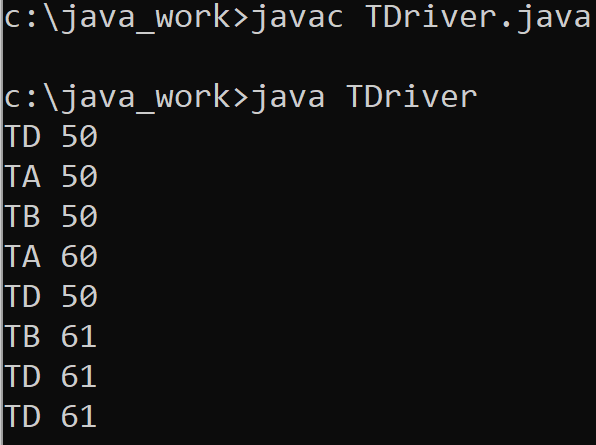 c:\java_work>javac TDriver.java
c:\java_work>java TDriver
TD 50
TA 50
TB 50
TA 60
TD 50
TB 61
TD 61
TD 61